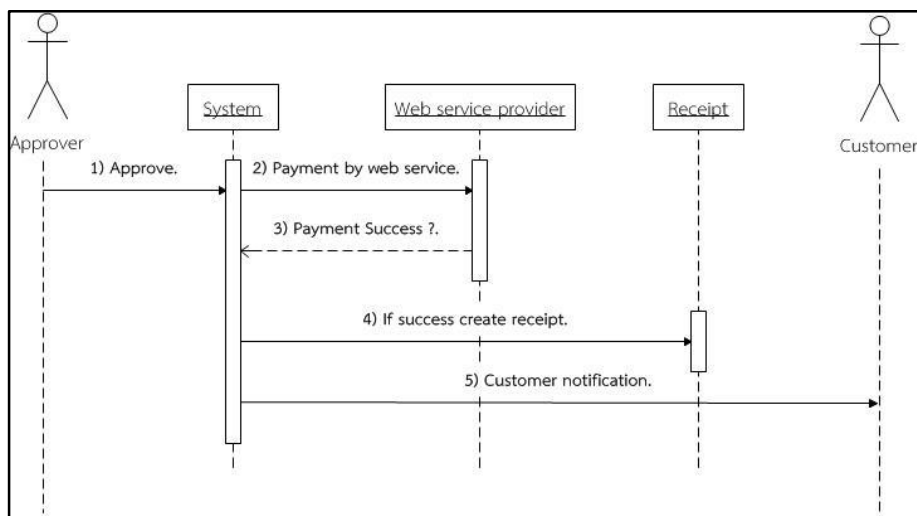 System
Web service provider
Receipt
Approver
Customer
1) Approve.
2) Payment by web service.
3) Payment Success ?.
4) If success create receipt.
5) Customer notification.